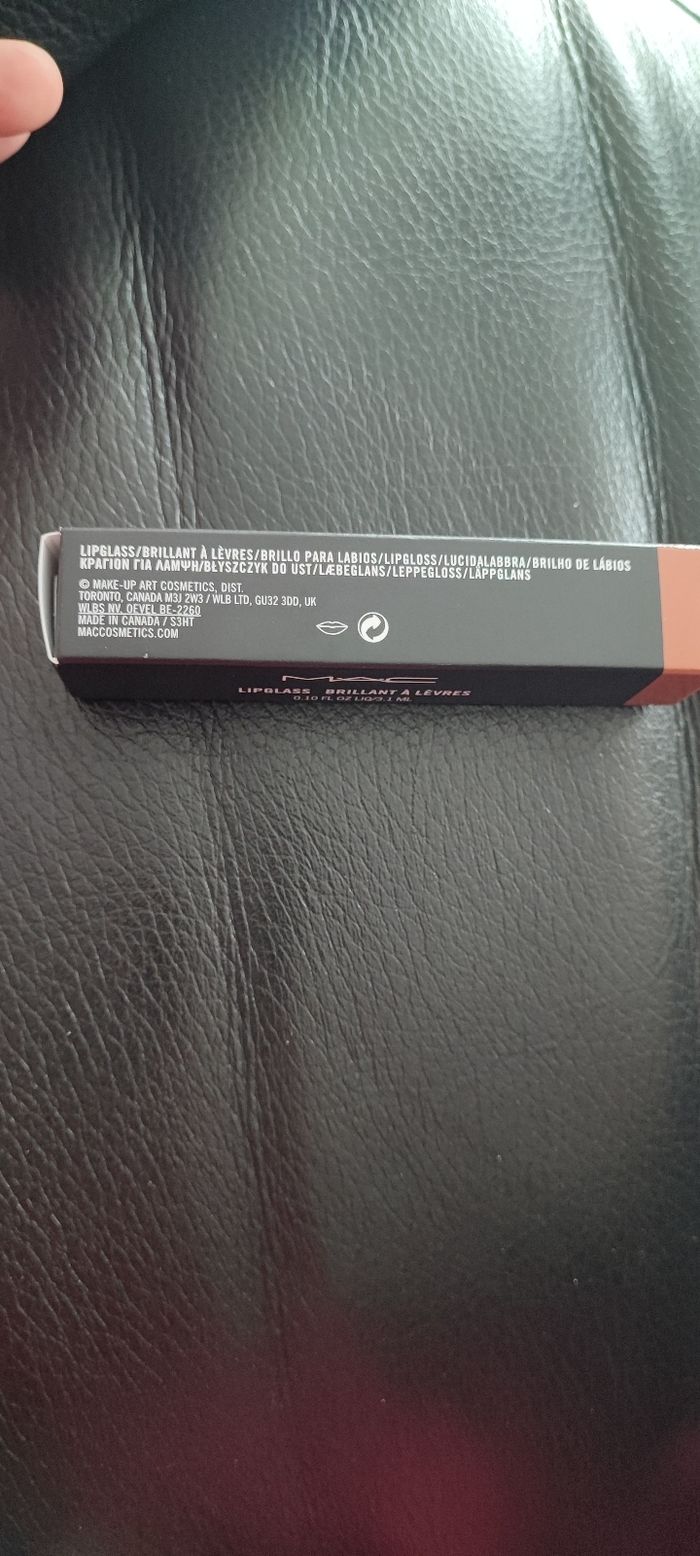 LIPGLASS/BRILLANT À LÈVRES/BRILLO PARA LABIOS/LIPGLOSS/LUCIDALABBRA/BRILHO DE LÁBIOS
ΚΡΑΓΙΟΝ ΓΙΑ ΛΑΜΨΗ/BŁYSZCZYK DO UST/LÆBEGLANS/LEPPEGLOSS/LÄPPGLANS
© MAKE-UP ART COSMETICS, DIST.
TORONTO, CANADA M3J 2W3 / WLB LTD, GU32 3DD, UK
WLBS NV. OEVEL BE-2260
MADE IN CANADA / S3HT
MACCOSMETICS.COM
MAC
LIPGLASS BRILLANT À LÈVRES
0.10 FL OZ LIQ/3.1 ML